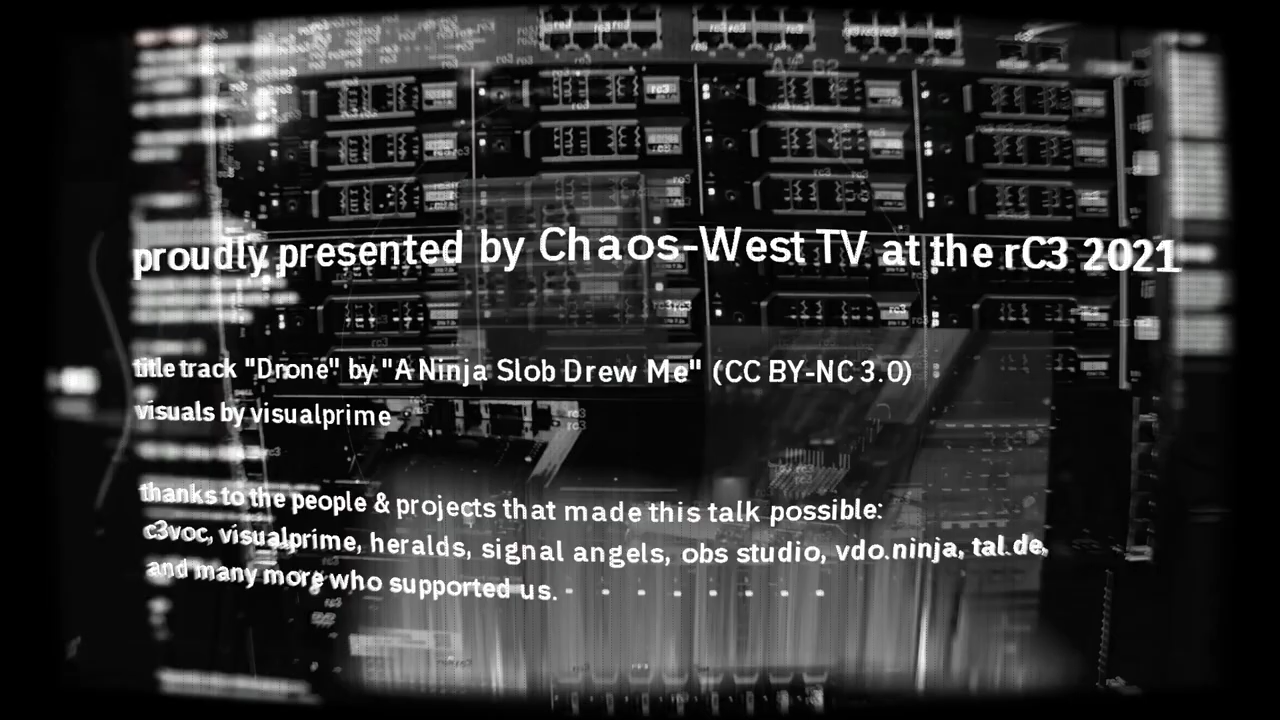 proudly presented by Chaos-West TV at the rC3 2021
title track "Drone" by "A Ninja Slob Drew Me" (CC BY-NC 3.0)
visuals by visualprime
thanks to the people & projects that made this talk possible:
c3voc, visualprime, heralds, signal angels, obs studio, vdo.ninja, tal.de,
and many more who supported us.